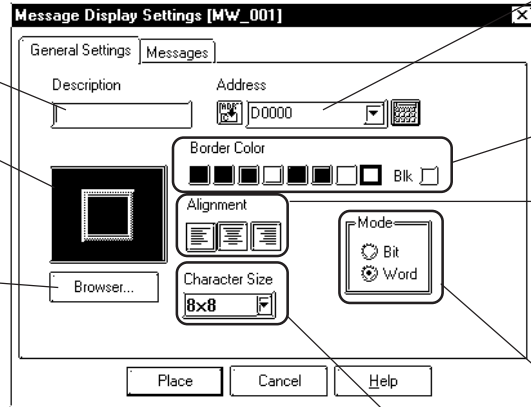 Message Display Settings [MW_001]
General Settings Messages
Description Address
D0000
Border Color
Blk
Alignment
Mode
Bit
Word
Browser...
Character Size
8x8
Place Cancel Help